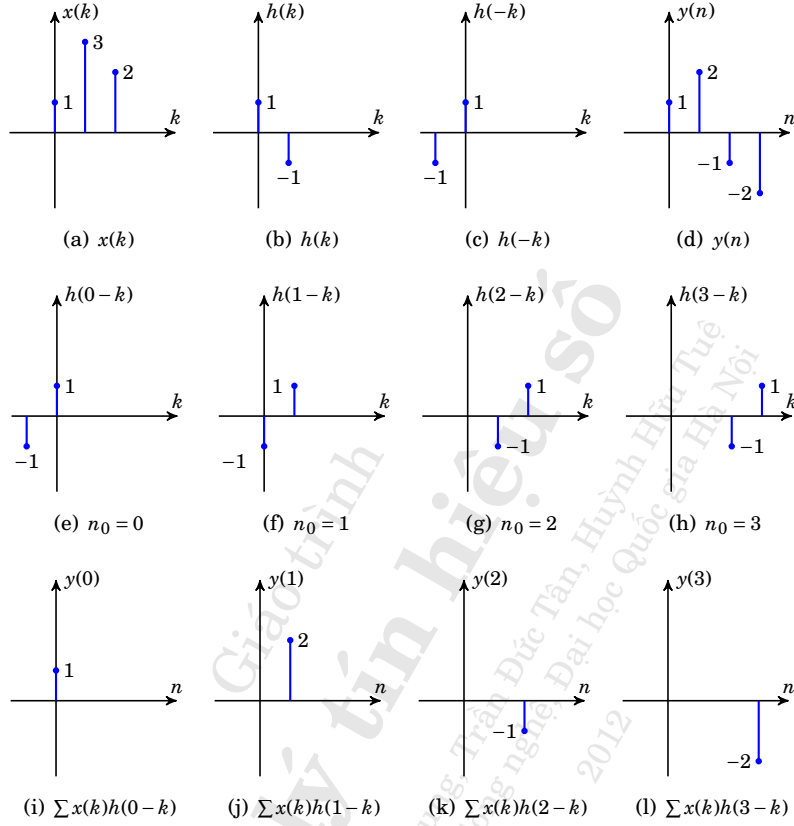 x(k) h(k) h(−k) y(n)
3 2 1 k
1 −1 k
1 −1 k
2 1 −1 −2 n
(a) x(k) (b) h(k) (c) h(−k) (d) y(n)
h(0−k) h(1−k) h(2−k) h(3−k)
1 −1 k
1 −1 k
1 −1 k
1 −1 k
(e) n₀ = 0 (f) n₀ = 1 (g) n₀ = 2 (h) n₀ = 3
y(0) y(1) y(2) y(3)
1 n
2 n
−1 n
−2 n
(i) ∑ x(k)h(0−k) (j) ∑ x(k)h(1−k) (k) ∑ x(k)h(2−k) (l) ∑ x(k)h(3−k)
Giáo trình
lý tín hiệu số
Trần Đức Tân, Huỳnh Hữu Tuệ
nghệ, Đại học Quốc gia Hà Nội
2012